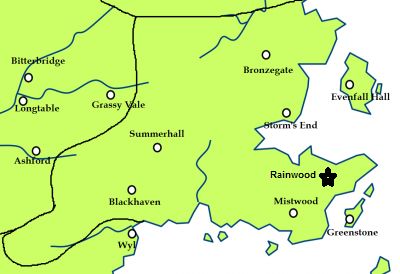 Bitterbridge
Bronzegate
Longtable
Grassy Vale
Evenfall Hall
Storm's End
Summerhall
Ashford
Rainwood
Blackhaven
Mistwood
Greenstone
Wyl